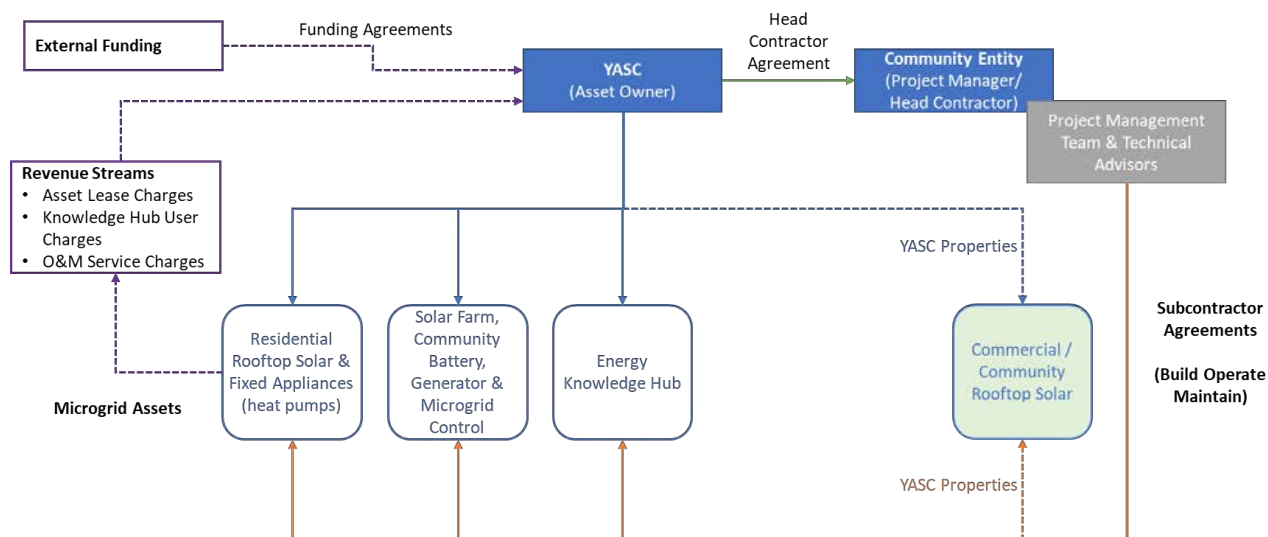 External Funding
Funding Agreements
Head
Contractor
Agreement
YASC
(Asset Owner)
Community Entity
(Project Manager/
Head Contractor)
Project Management
Team & Technical
Advisors
Revenue Streams
• Asset Lease Charges
• Knowledge Hub User
Charges
• O&M Service Charges
YASC Properties
Residential
Rooftop Solar &
Fixed Appliances
(heat pumps)
Solar Farm,
Community
Battery,
Generator &
Microgrid
Control
Energy
Knowledge Hub
Commercial /
Community
Rooftop Solar
Subcontractor
Agreements
(Build Operate
Maintain)
Microgrid Assets
YASC Properties